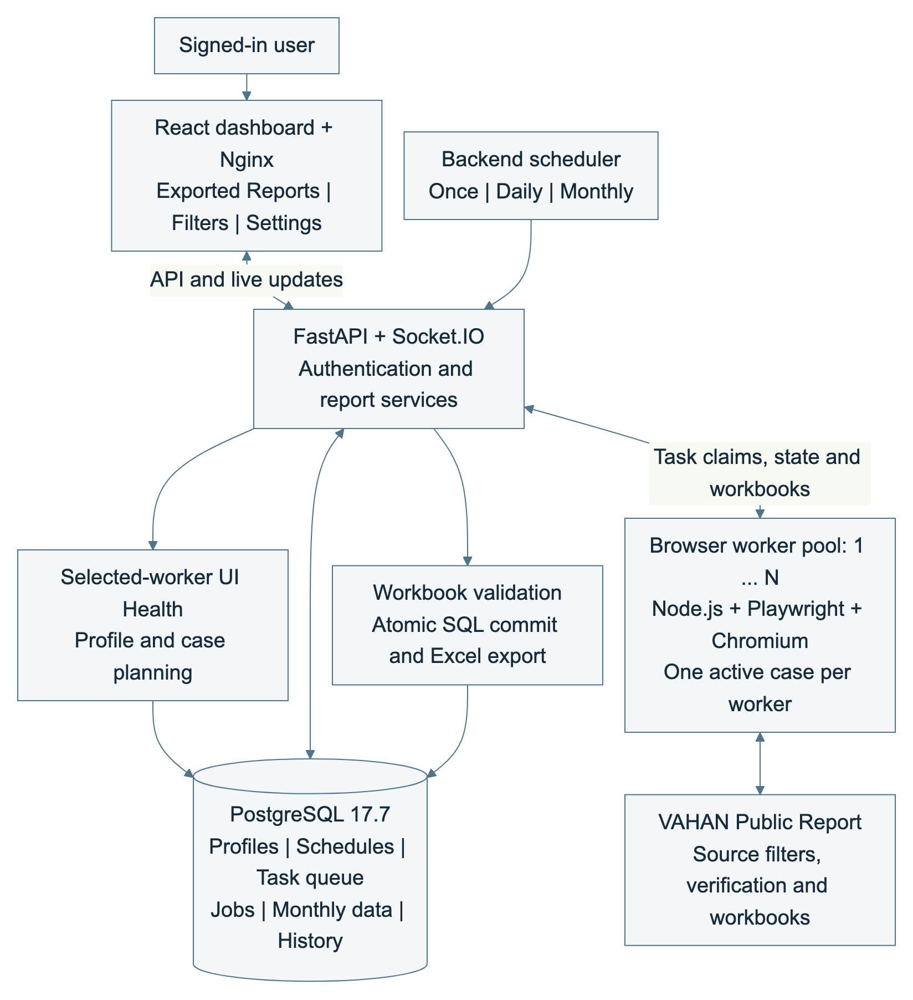 Signed-in user
React dashboard +
Nginx
Exported Reports |
Filters | Settings
Backend scheduler
Once | Daily | Monthly
API and live updates
FastAPI + Socket.IO
Authentication and
report services
Task claims, state and
workbooks
Selected-worker UI
Health
Profile and case
planning
Workbook validation
Atomic SQL commit
and Excel export
Browser worker pool: 1
... N
Node.js + Playwright +
Chromium
One active case per
worker
PostgreSQL 17.7
Profiles | Schedules |
Task queue
Jobs | Monthly data |
History
VAHAN Public Report
Source filters,
verification and
workbooks